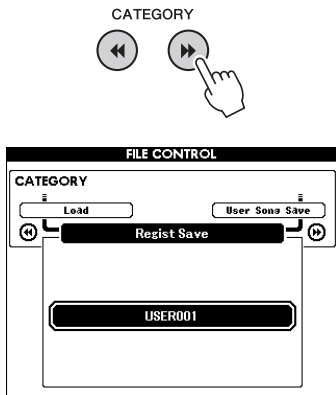 CATEGORY
FILE CONTROL
CATEGORY
Load
User Song Save
Regist Save
USER001